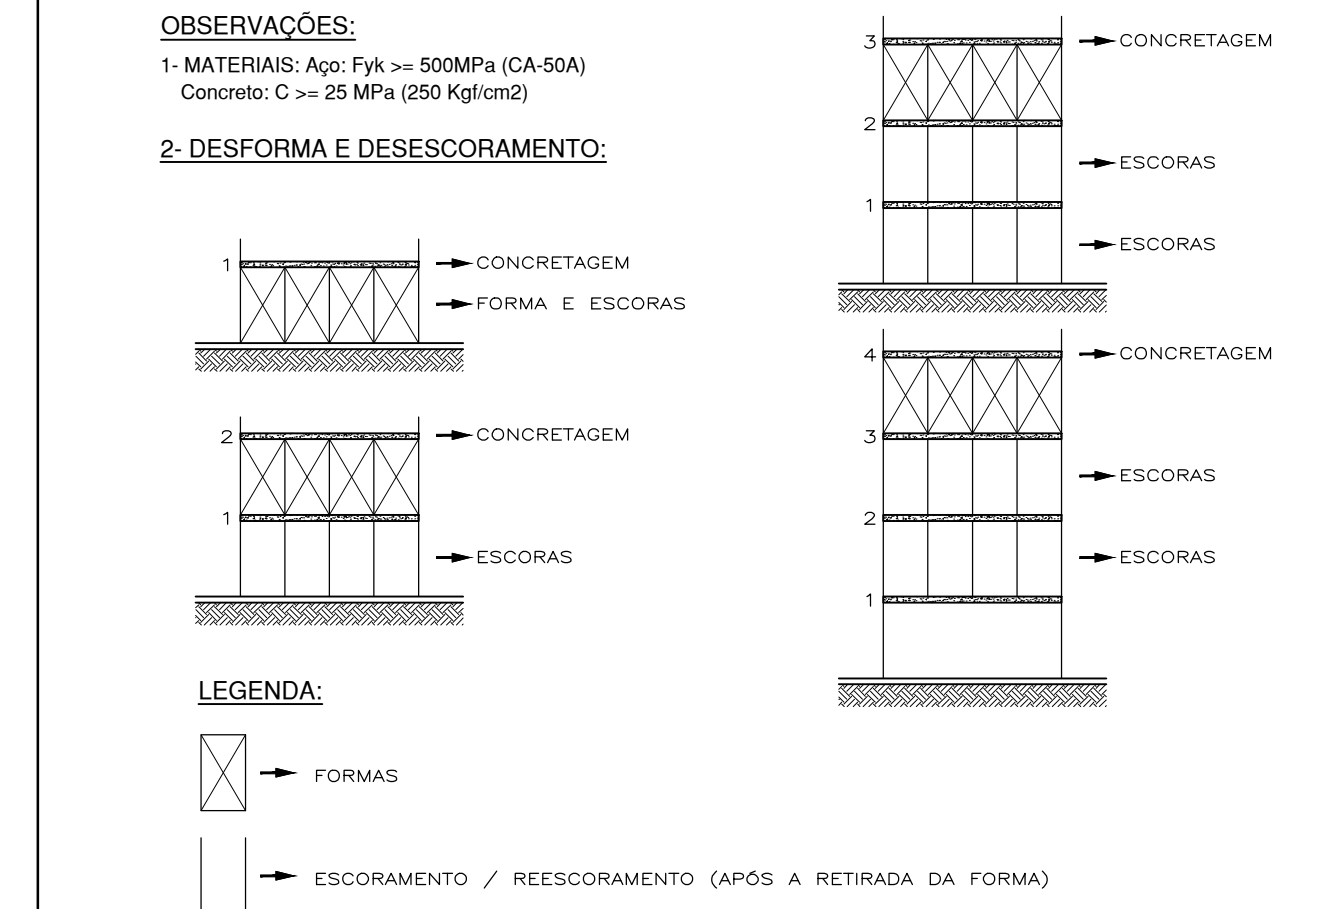 OBSERVAÇÕES:
1- MATERIAIS: Aço: Fyk >= 500MPa (CA-50A)
Concreto: C >= 25 MPa (250 Kgf/cm2)
2- DESFORMA E DESESCORAMENTO:
1 CONCRETAGEM
FORMA E ESCORAS
2 CONCRETAGEM
1
ESCORAS
LEGENDA:
FORMAS
ESCORAMENTO / REESCORAMENTO (APÓS A RETIRADA DA FORMA)
3 CONCRETAGEM
2
ESCORAS
1
ESCORAS
4 CONCRETAGEM
3
ESCORAS
2
ESCORAS
1